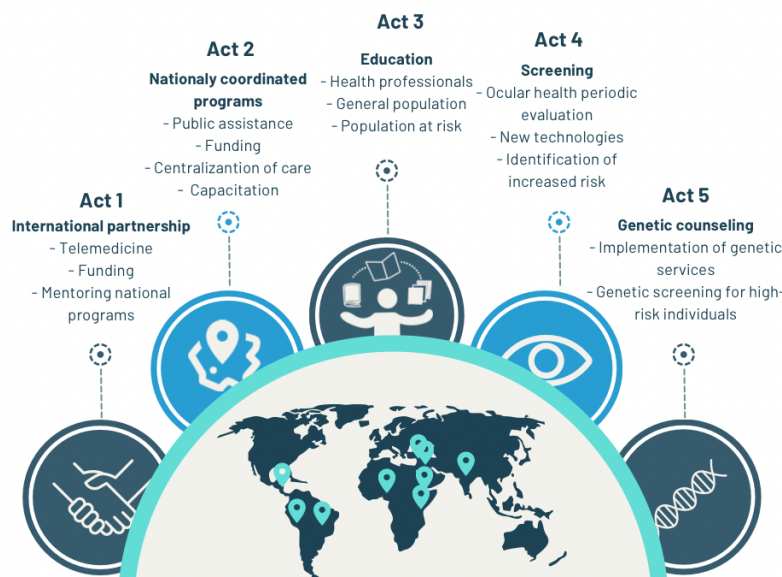 Act 1
International partnership
- Telemedicine
- Funding
- Mentoring national
programs
Act 2
Nationaly coordinated
programs
- Public assistance
- Funding
- Centralizantion of care
- Capacitation
Act 3
Education
- Health professionals
- General population
- Population at risk
Act 4
Screening
- Ocular health periodic
evaluation
- New technologies
- Identification of
increased risk
Act 5
Genetic counseling
- Implementation of genetic
services
- Genetic screening for high-
risk individuals